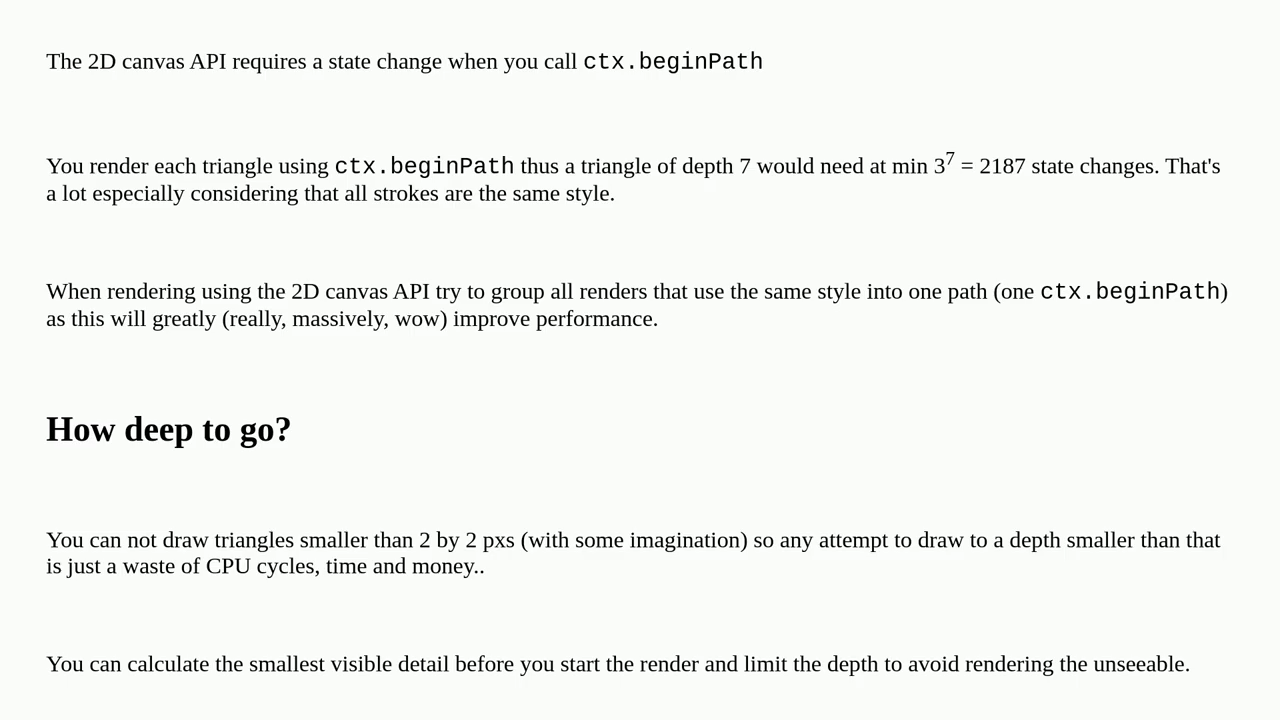 The 2D canvas API requires a state change when you call ctx.beginPath
You render each triangle using ctx.beginPath thus a triangle of depth 7 would need at min 3⁷ = 2187 state changes. That's
a lot especially considering that all strokes are the same style.
When rendering using the 2D canvas API try to group all renders that use the same style into one path (one ctx.beginPath)
as this will greatly (really, massively, wow) improve performance.
How deep to go?
You can not draw triangles smaller than 2 by 2 pxs (with some imagination) so any attempt to draw to a depth smaller than that
is just a waste of CPU cycles, time and money..
You can calculate the smallest visible detail before you start the render and limit the depth to avoid rendering the unseeable.